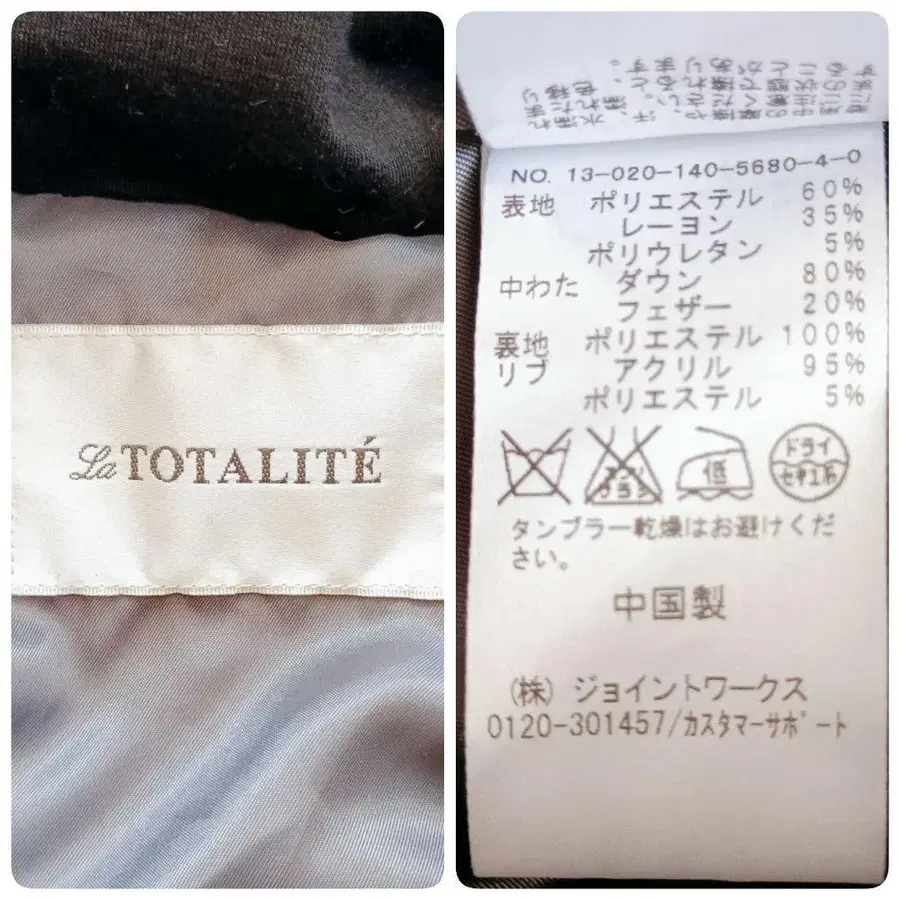 La TOTALITÉ
NO. 13-020-140-5680-4-0
表地 ポリエステル 60%
レーヨン 35%
ポリウレタン 5%
中わた ダウン 80%
フェザー 20%
裏地 ポリエステル 100%
リブ アクリル 95%
ポリエステル 5%
低
ドライ
セキユ系
タンブラー乾燥はお避けくだ
さい。
中国製
(株)ジョイントワークス
0120-301457/カスタマーサポート